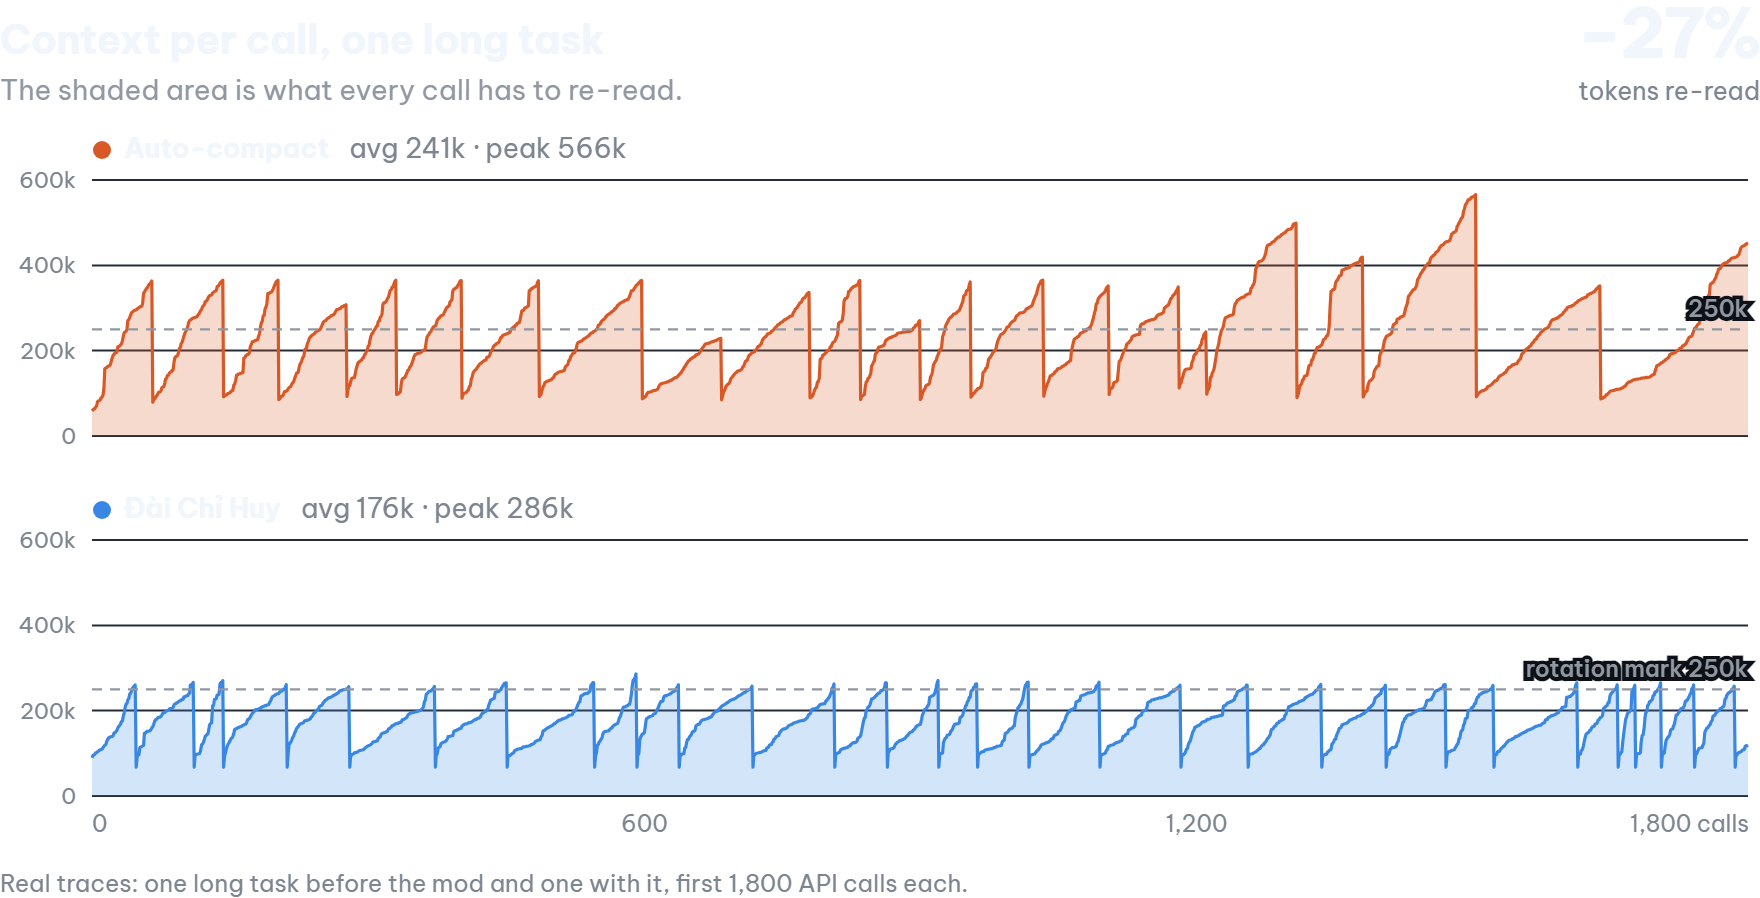 Context per call, one long task
−27%
The shaded area is what every call has to re-read.
tokens re-read
Auto-compact avg 241k · peak 566k
600k
400k
250k
200k
0
Đài Chỉ Huy avg 176k · peak 286k
600k
400k
rotation mark 250k
200k
0
0 600 1,200 1,800 calls
Real traces: one long task before the mod and one with it, first 1,800 API calls each.